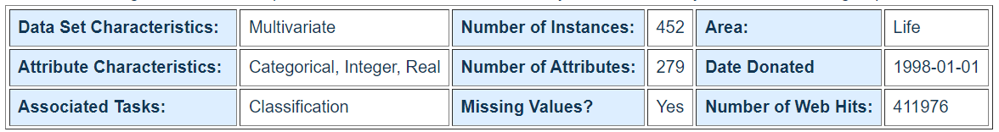 Data Set Characteristics: Multivariate Number of Instances: 452 Area: Life
Attribute Characteristics: Categorical, Integer, Real Number of Attributes: 279 Date Donated 1998-01-01
Associated Tasks: Classification Missing Values? Yes Number of Web Hits: 411976